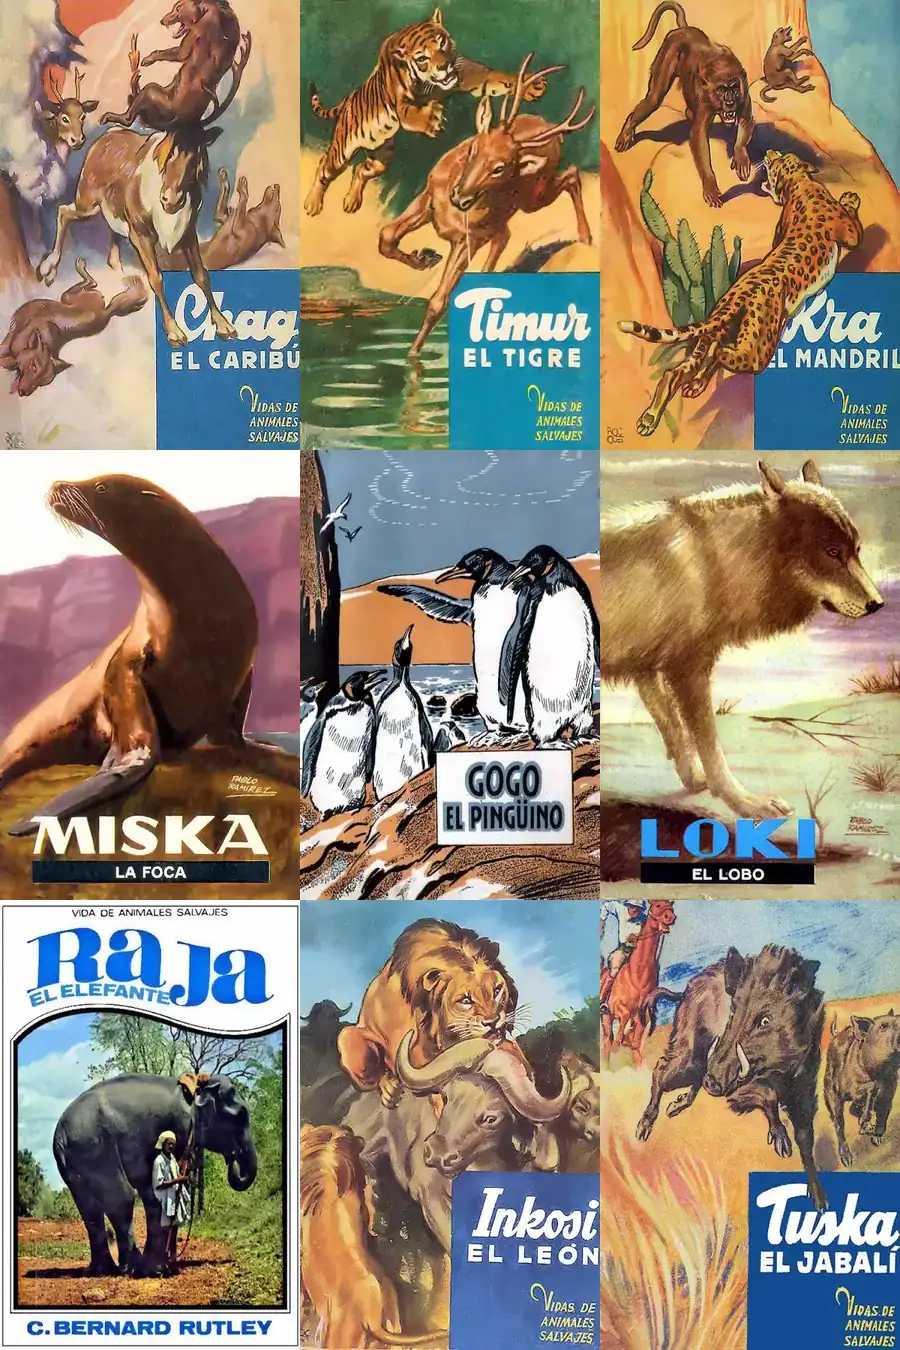 Chag
EL CARIBÚ
VIDAS DE
ANIMALES
SALVAJES
Timur
EL TIGRE
VIDAS DE
ANIMALES
SALVAJES
Kra
EL MANDRIL
VIDAS DE
ANIMALES
SALVAJES
PABLO
RAMIREZ
MISKA
LA FOCA
GOGO
EL PINGÜINO
PABLO
RAMIREZ
LOKI
EL LOBO
VIDA DE ANIMALES SALVAJES
RaJa
EL ELEFANTE
C. BERNARD RUTLEY
Inkosi
EL LEÓN
VIDAS DE
ANIMALES
SALVAJES
Tuska
EL JABALÍ
VIDAS DE
ANIMALES
SALVAJES